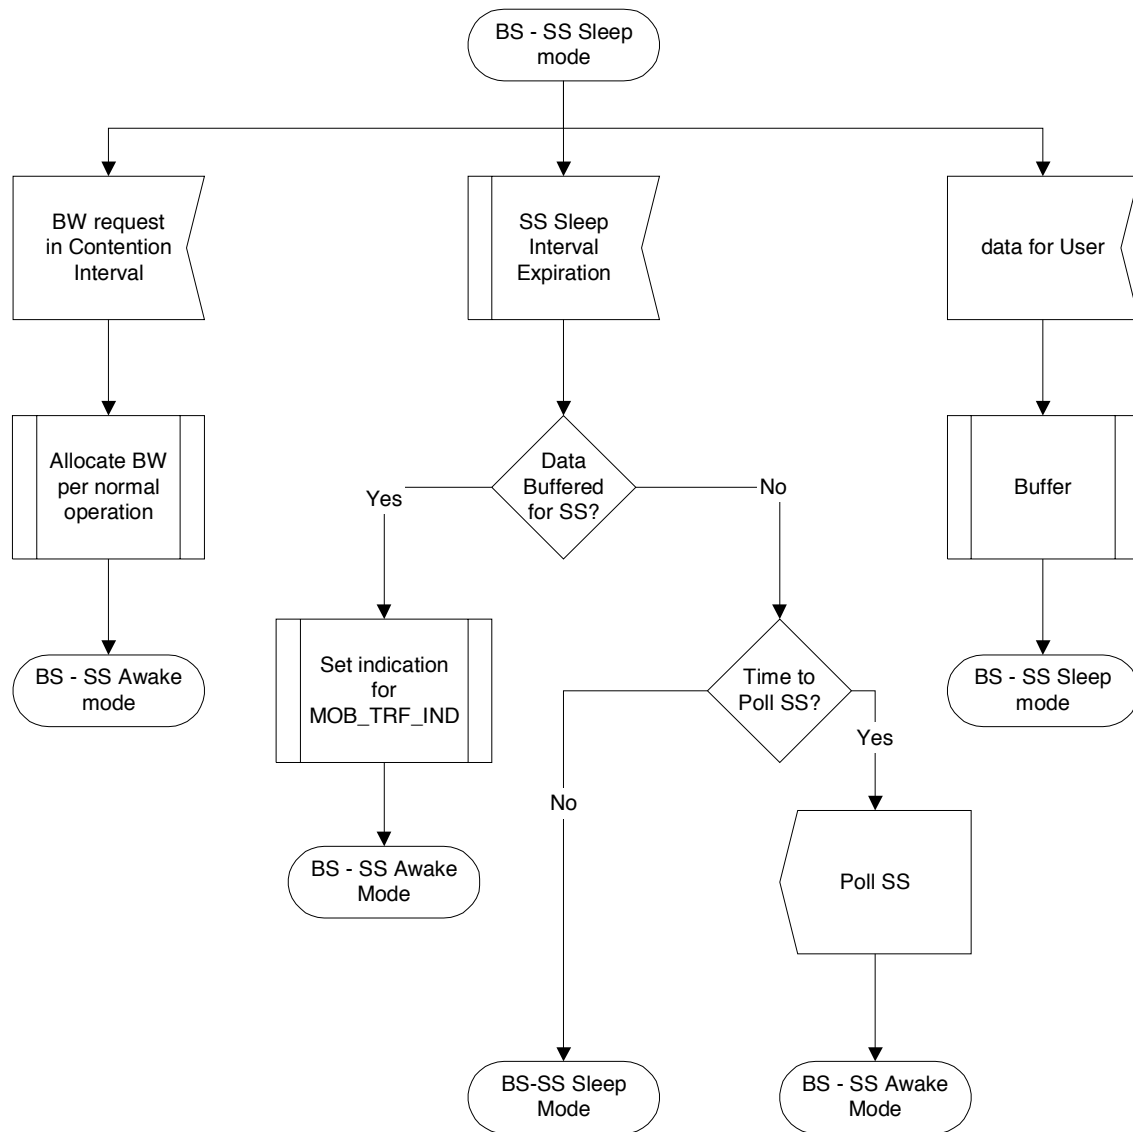 BS - SS Sleep
mode
BW request
in Contention
Interval
SS Sleep
Interval
Expiration
data for User
Allocate BW
per normal
operation
Data
Buffered
for SS?
Buffer
Yes
No
BS - SS Awake
mode
Set indication
for
MOB_TRF_IND
Time to
Poll SS?
BS - SS Sleep
mode
Yes
No
BS - SS Awake
Mode
Poll SS
BS-SS Sleep
Mode
BS - SS Awake
Mode